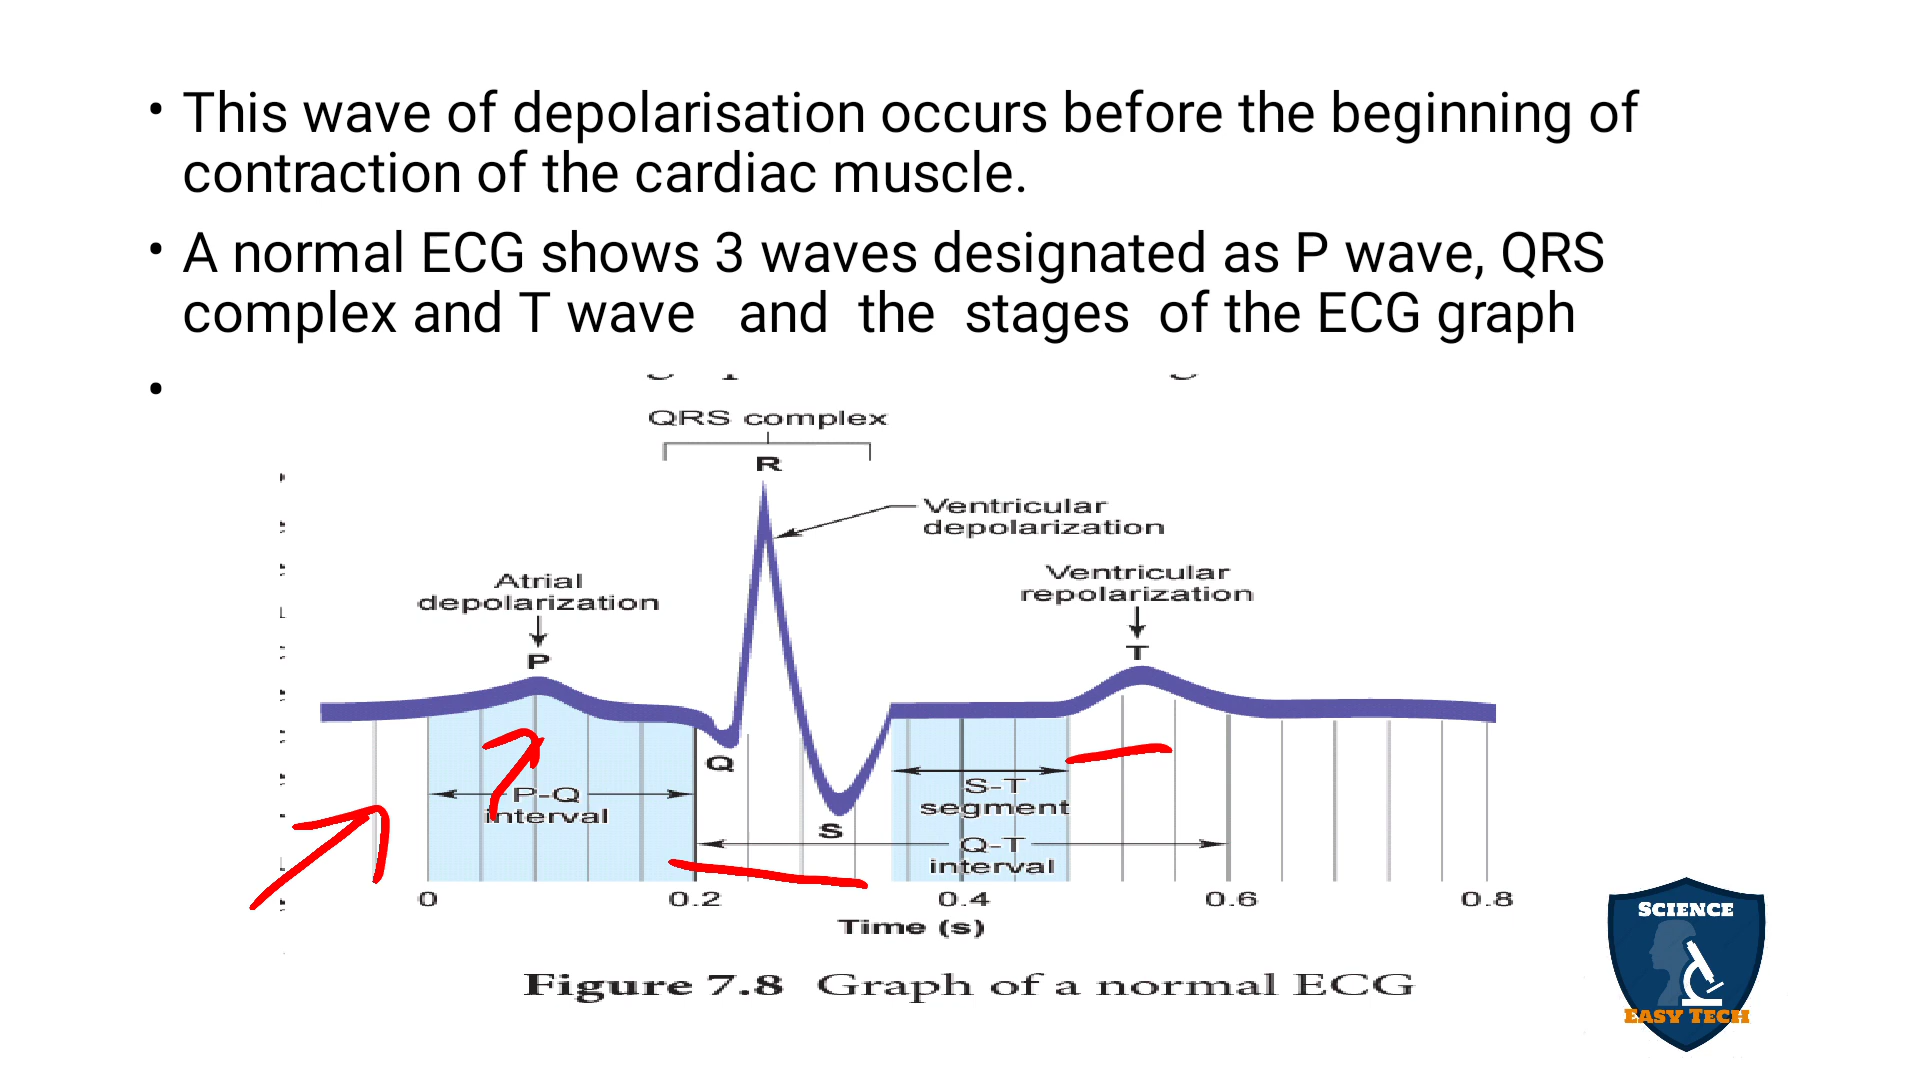 • This wave of depolarisation occurs before the beginning of
contraction of the cardiac muscle.
• A normal ECG shows 3 waves designated as P wave, QRS
complex and T wave and the stages of the ECG graph
•
QRS complex
R
Ventricular
depolarization
Atrial
depolarization
P
Ventricular
repolarization
T
Q
S
P-Q
interval
S-T
segment
Q-T
interval
0 0.2 0.4 0.6 0.8
Time (s)
Figure 7.8 Graph of a normal ECG
SCIENCE
EASY TECH